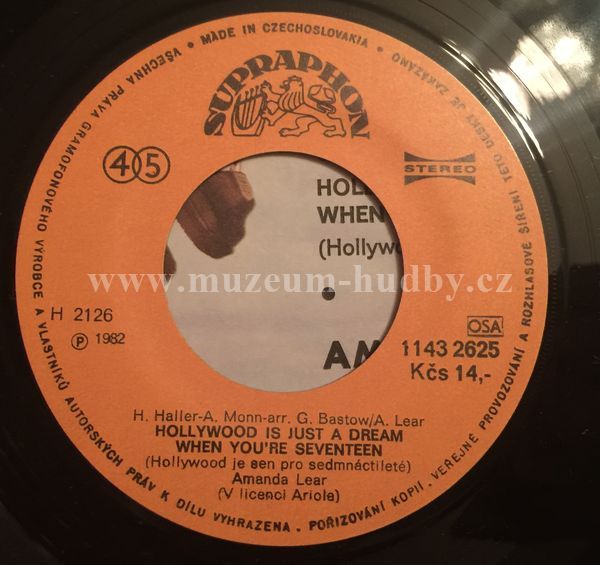 VŠECHNA PRÁVA GRAMOFONOVÉHO VÝROBCE A VLASTNÍKŮ AUTORSKÝCH PRÁV K DÍLU VYHRAZENA. POŘIZOVÁNÍ KOPIÍ, VEŘEJNÉ PROVOZOVÁNÍ A ROZHLASOVÉ ŠÍŘENÍ TÉTO DESKY JE ZAKÁZÁNO • MADE IN CZECHOSLOVAKIA •
SUPRAPHON
45
STEREO
HOL
WHEN
(Hollyw
www.muzeum-hudby.cz
AM
H 2126
℗ 1982
OSA
1143 2625
Kčs 14,-
H. Haller-A. Monn-arr. G. Bastow/A. Lear
HOLLYWOOD IS JUST A DREAM
WHEN YOU'RE SEVENTEEN
(Hollywood je sen pro sedmnáctileté)
Amanda Lear
(V licenci Ariola)